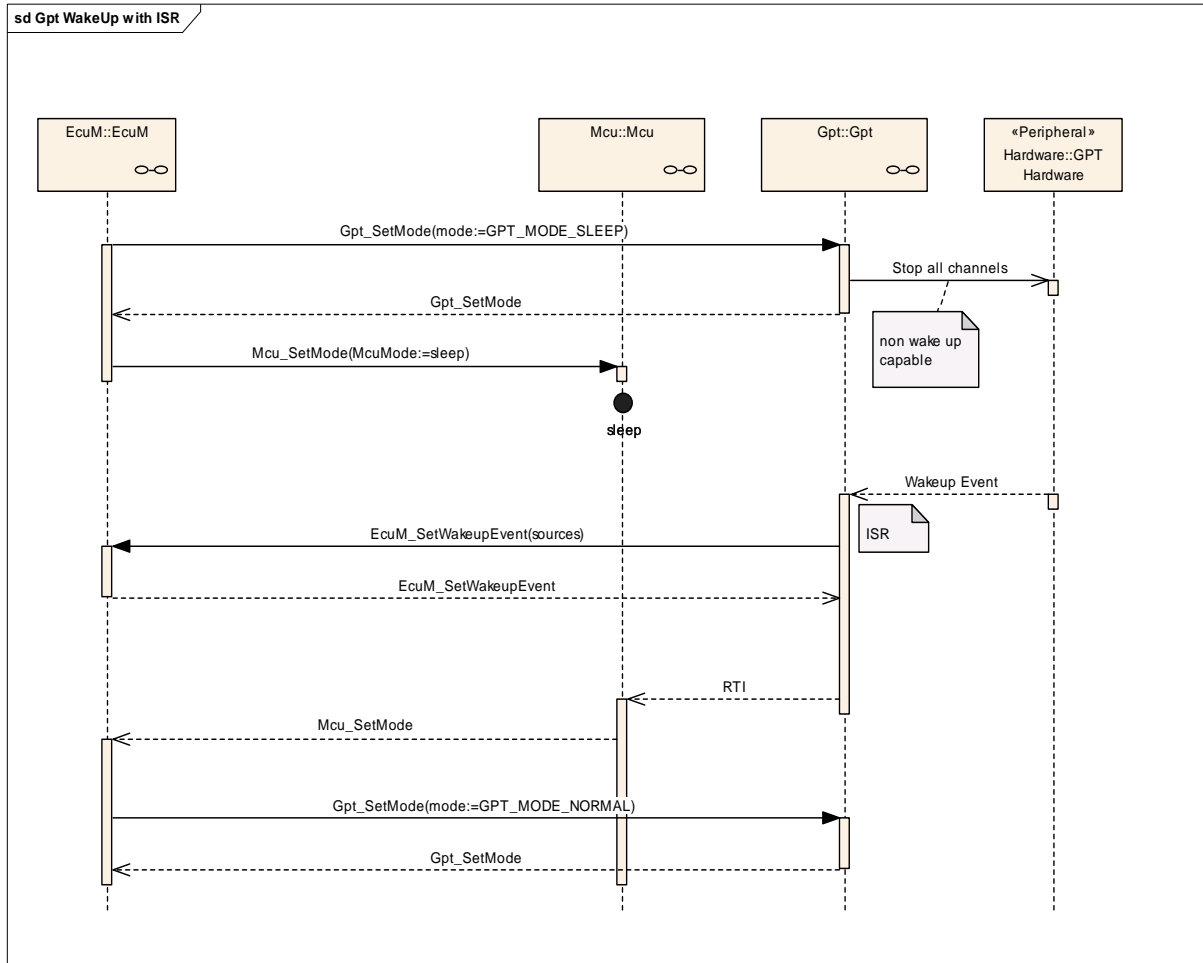 sd Gpt WakeUp with ISR
EcuM::EcuM
Mcu::Mcu
Gpt::Gpt
«Peripheral»
Hardware::GPT
Hardware
Gpt_SetMode(mode:=GPT_MODE_SLEEP)
Stop all channels
Gpt_SetMode
non wake up
capable
Mcu_SetMode(McuMode:=sleep)
sleep
Wakeup Event
ISR
EcuM_SetWakeupEvent(sources)
EcuM_SetWakeupEvent
RTI
Mcu_SetMode
Gpt_SetMode(mode:=GPT_MODE_NORMAL)
Gpt_SetMode